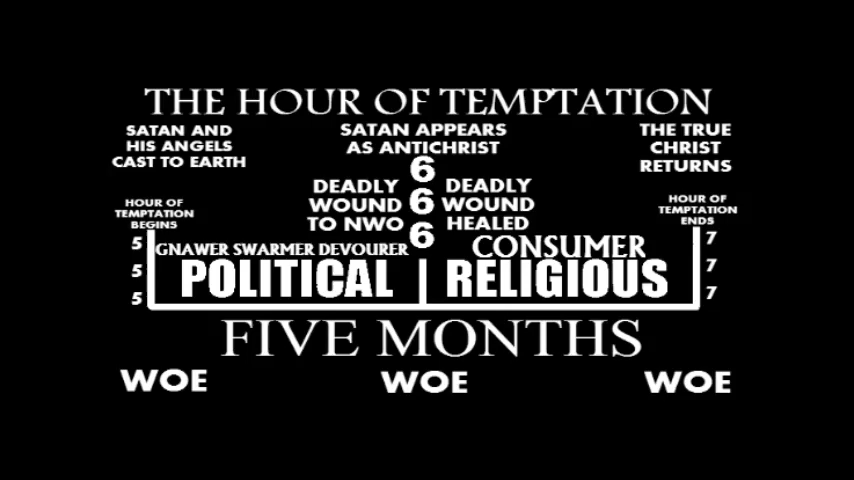 THE HOUR OF TEMPTATION
SATAN AND
HIS ANGELS
CAST TO EARTH
SATAN APPEARS
AS ANTICHRIST
THE TRUE
CHRIST
RETURNS
6
6
6
DEADLY
WOUND
TO NWO
DEADLY
WOUND
HEALED
HOUR OF
TEMPTATION
BEGINS
HOUR OF
TEMPTATION
ENDS
5
5
5
GNAWER SWARMER DEVOURER
POLITICAL
CONSUMER
RELIGIOUS
7
7
7
FIVE MONTHS
WOE
WOE
WOE